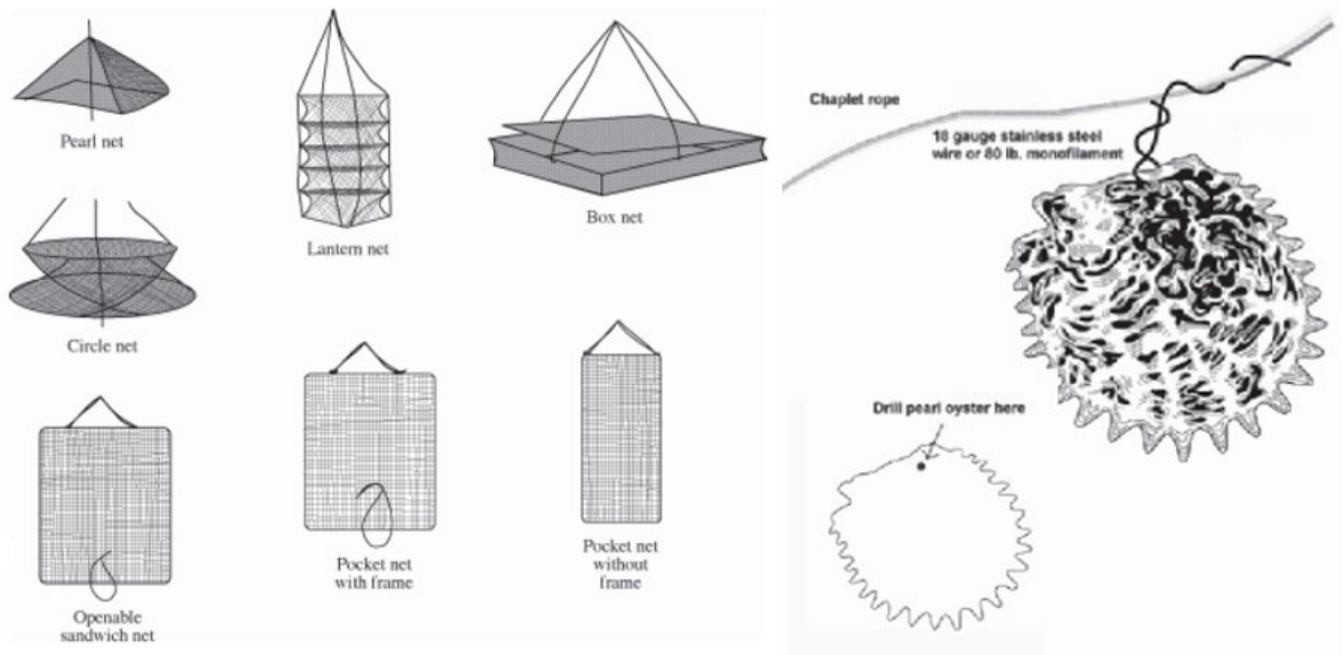 Pearl net
Lantern net
Box net
Circle net
Openable
sandwich net
Pocket net
with frame
Pocket net
without
frame
Chaplet rope
18 gauge stainless steel
wire or 80 lb. monofilament
Drill pearl oyster here